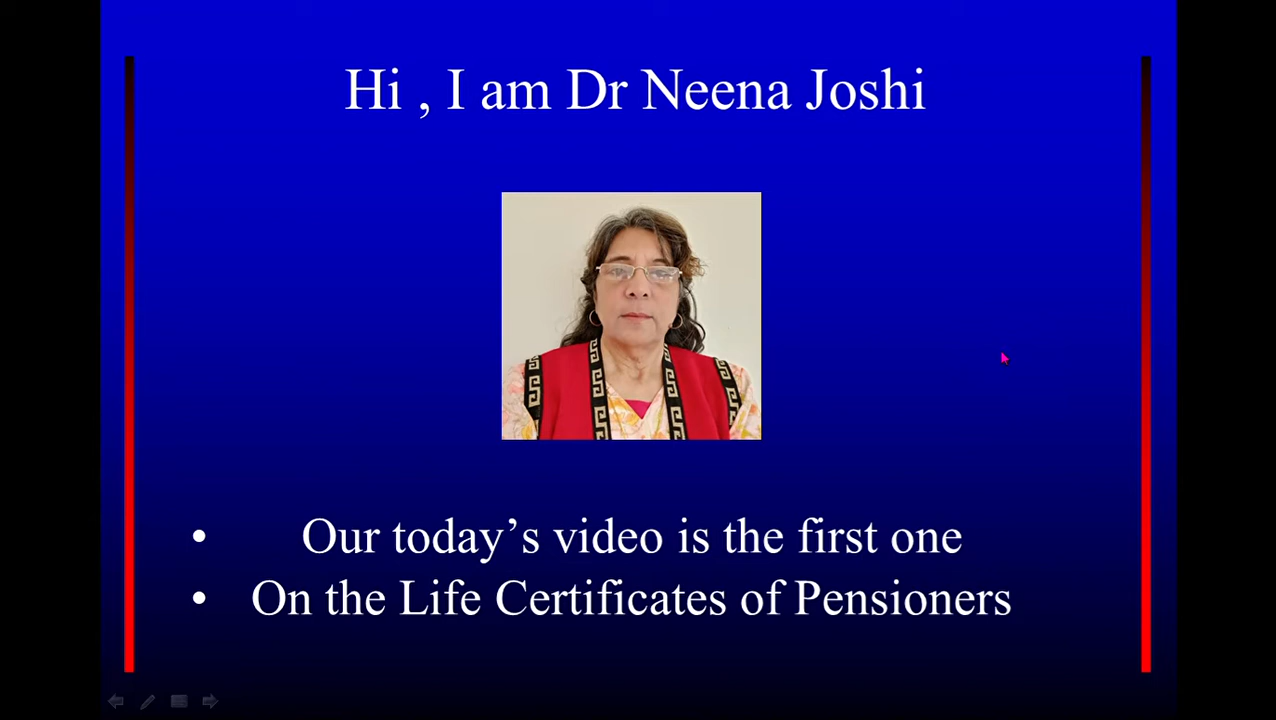 Hi , I am Dr Neena Joshi
• Our today’s video is the first one
• On the Life Certificates of Pensioners